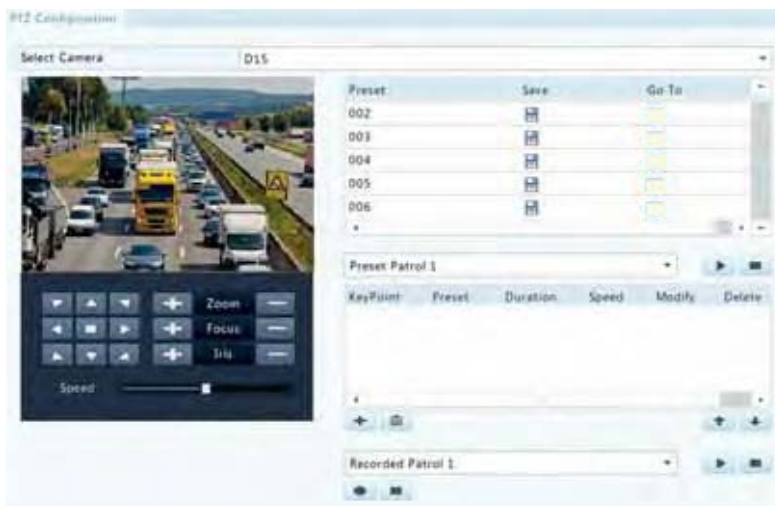 PTZ Configuration
Select Camera D15
Preset Save Go To
002
003
004
005
006
Preset Patrol 1
KeyPoint Preset Duration Speed Modify Delete
Zoom
Focus
Iris
Speed
Recorded Patrol 1